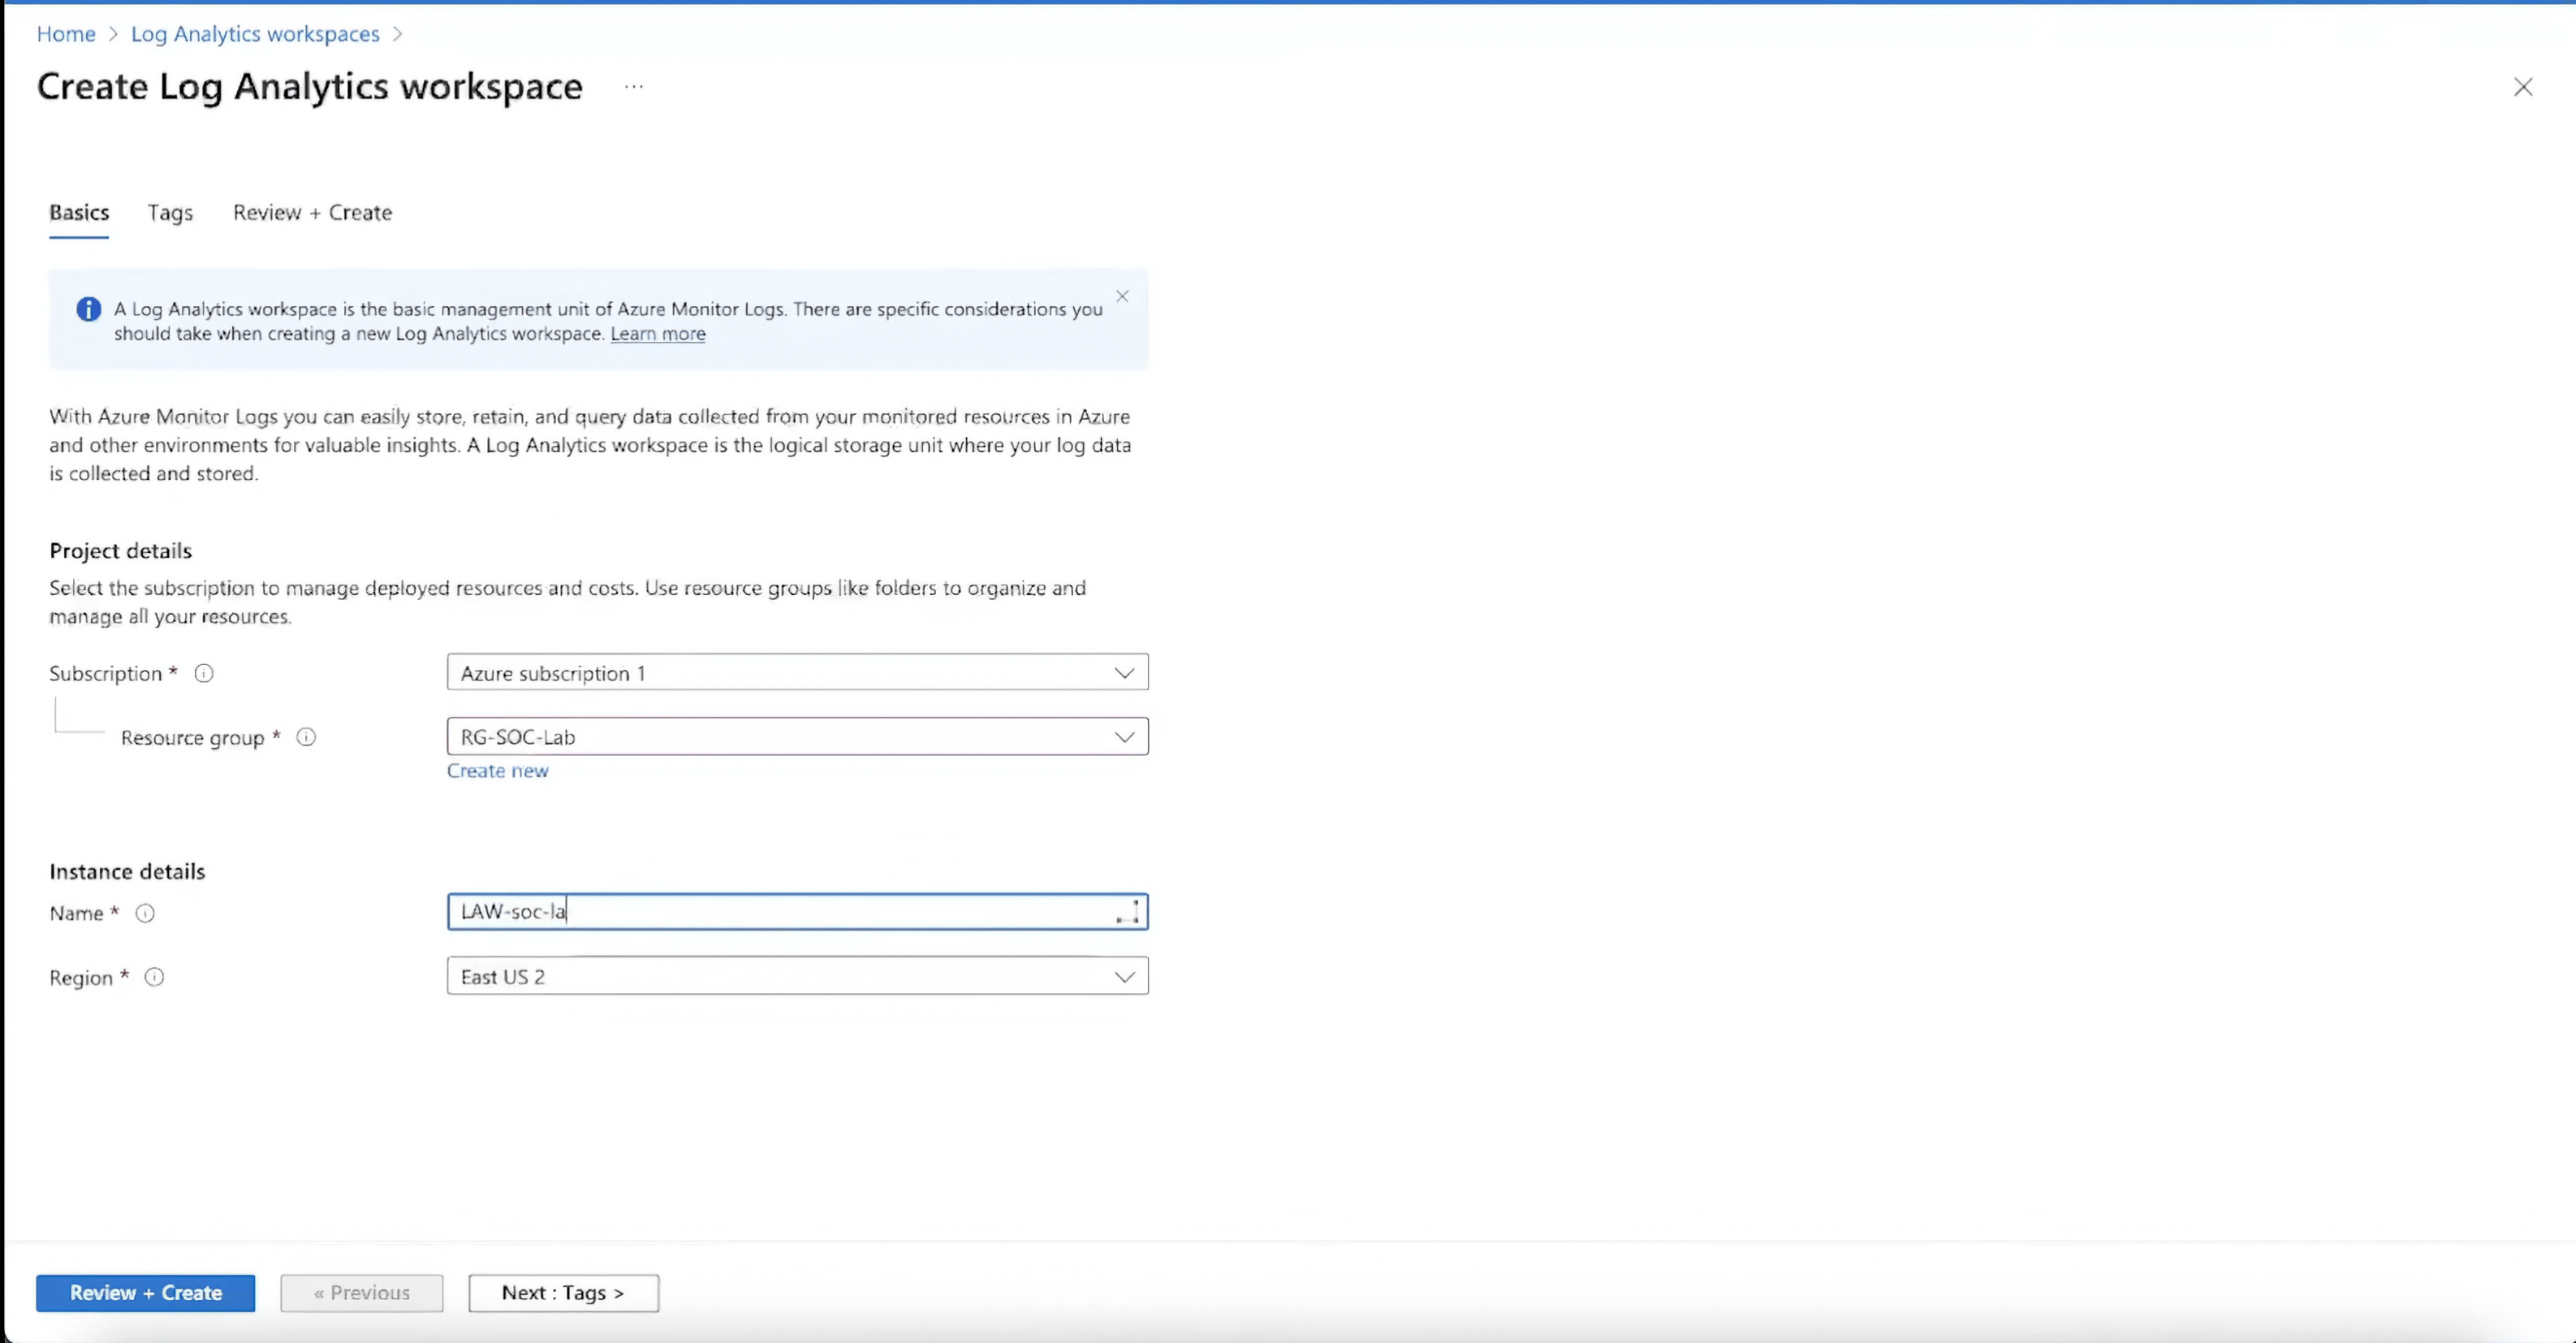 Home > Log Analytics workspaces >
Create Log Analytics workspace ...
Basics Tags Review + Create
A Log Analytics workspace is the basic management unit of Azure Monitor Logs. There are specific considerations you
should take when creating a new Log Analytics workspace. Learn more
With Azure Monitor Logs you can easily store, retain, and query data collected from your monitored resources in Azure
and other environments for valuable insights. A Log Analytics workspace is the logical storage unit where your log data
is collected and stored.
Project details
Select the subscription to manage deployed resources and costs. Use resource groups like folders to organize and
manage all your resources.
Subscription * Azure subscription 1
Resource group * RG-SOC-Lab
Create new
Instance details
Name * LAW-soc-la
Region * East US 2
Review + Create « Previous Next : Tags >